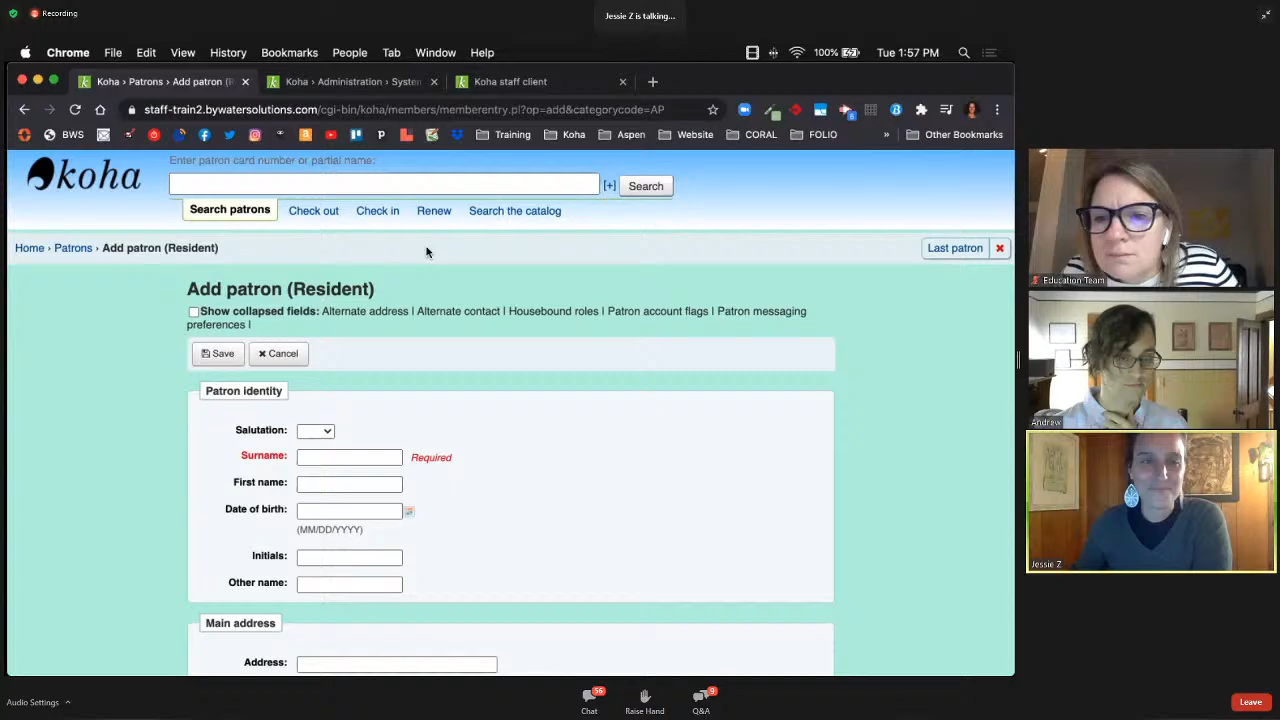 Recording
Jessie Z is talking...
Chrome File Edit View History Bookmarks People Tab Window Help 100% Tue 1:57 PM
Koha › Patrons › Add patron (R Koha › Administration › System Koha staff client
staff-train2.bywatersolutions.com/cgi-bin/koha/members/memberentry.pl?op=add&categorycode=AP
BWS Training Koha Aspen Website CORAL FOLIO » Other Bookmarks
koha
Enter patron card number or partial name:
[+] Search
Search patrons Check out Check in Renew Search the catalog
Home › Patrons › Add patron (Resident) Last patron
Add patron (Resident)
Show collapsed fields: Alternate address | Alternate contact | Housebound roles | Patron account flags | Patron messaging
preferences |
Save Cancel
Patron identity
Salutation:
Surname: Required
First name:
Date of birth:
(MM/DD/YYYY)
Initials:
Other name:
Main address
Address:
Education Team
Andrew
Jessie Z
Audio Settings
56
Chat
Raise Hand
9
Q&A
Leave